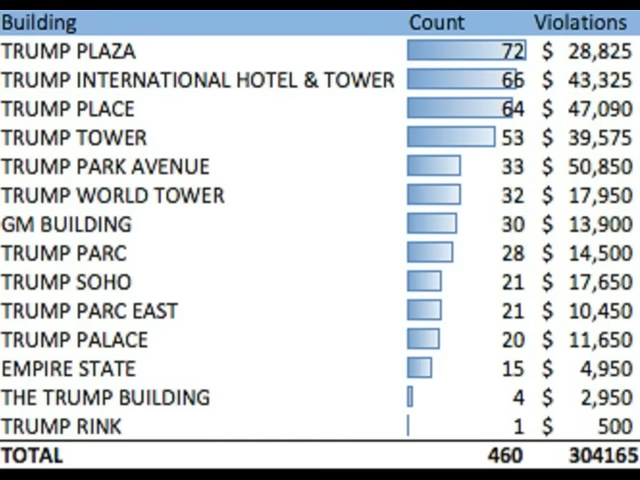 Building Count Violations
TRUMP PLAZA 72 $ 28,825
TRUMP INTERNATIONAL HOTEL & TOWER 66 $ 43,325
TRUMP PLACE 64 $ 47,090
TRUMP TOWER 53 $ 39,575
TRUMP PARK AVENUE 33 $ 50,850
TRUMP WORLD TOWER 32 $ 17,950
GM BUILDING 30 $ 13,900
TRUMP PARC 28 $ 14,500
TRUMP SOHO 21 $ 17,650
TRUMP PARC EAST 21 $ 10,450
TRUMP PALACE 20 $ 11,650
EMPIRE STATE 15 $ 4,950
THE TRUMP BUILDING 4 $ 2,950
TRUMP RINK 1 $ 500
TOTAL 460 304165